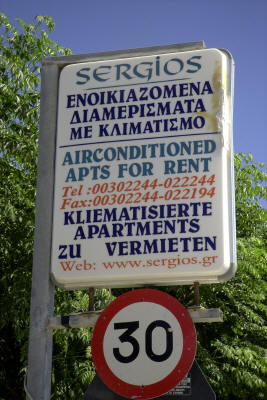 SERGIOS
ΕΝΟΙΚΙΑΖΟΜΕΝΑ
ΔΙΑΜΕΡΙΣΜΑΤΑ
ΜΕ ΚΛΙΜΑΤΙΣΜΟ
AIRCONDITIONED
APTS FOR RENT
Tel :00302244-022244
Fax:00302244-022194
KLIEMATISIERTE
APARTMENTS
ZU VERMIETEN
Web: www.sergios.gr
30